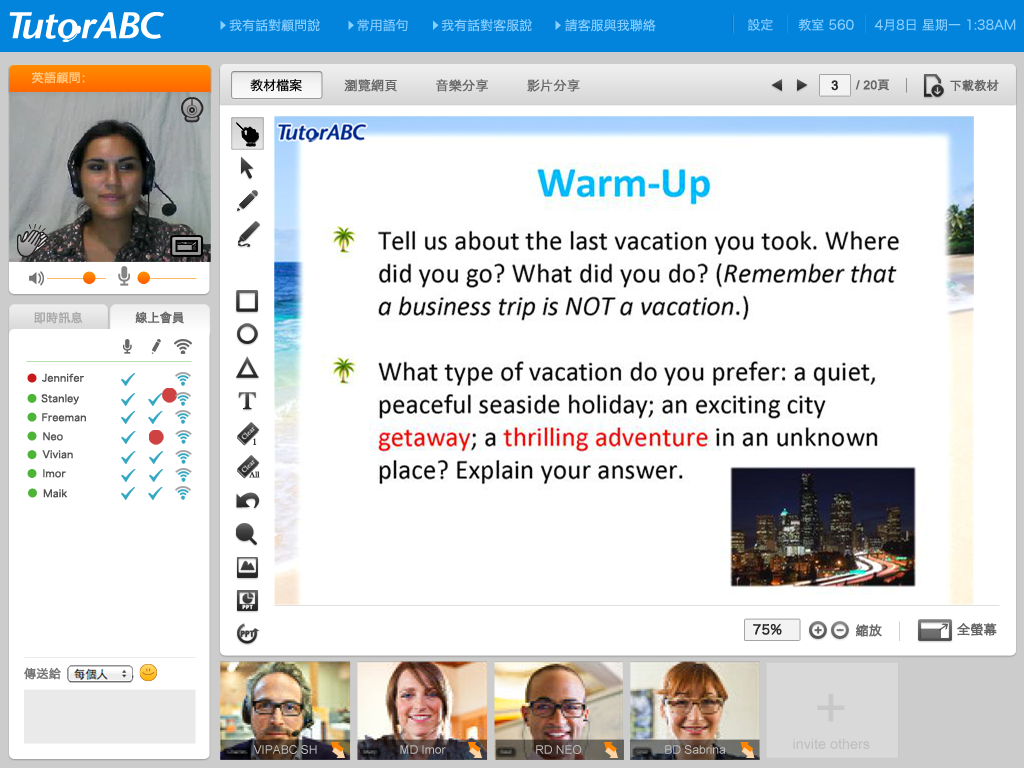 TutorABC
我有話對顧問說
常用語句
我有話對客服說
請客服與我聯絡
設定
教室 560
4月8日 星期一 1:38AM
英語顧問:
教材檔案
瀏覽網頁
音樂分享
影片分享
3 / 20頁
下載教材
TutorABC
Warm-Up
Tell us about the last vacation you took. Where
did you go? What did you do? (Remember that
a business trip is NOT a vacation.)
What type of vacation do you prefer: a quiet,
peaceful seaside holiday; an exciting city
getaway; a thrilling adventure in an unknown
place? Explain your answer.
T
Clear 1
Clear All
PPT
PPT
75%
縮放
全螢幕
即時訊息
線上會員
Jennifer
Stanley
Freeman
Neo
Vivian
Imor
Maik
傳送給
每個人
VIPABC SH
MD Imor
RD NEO
BD Sabrina
invite others